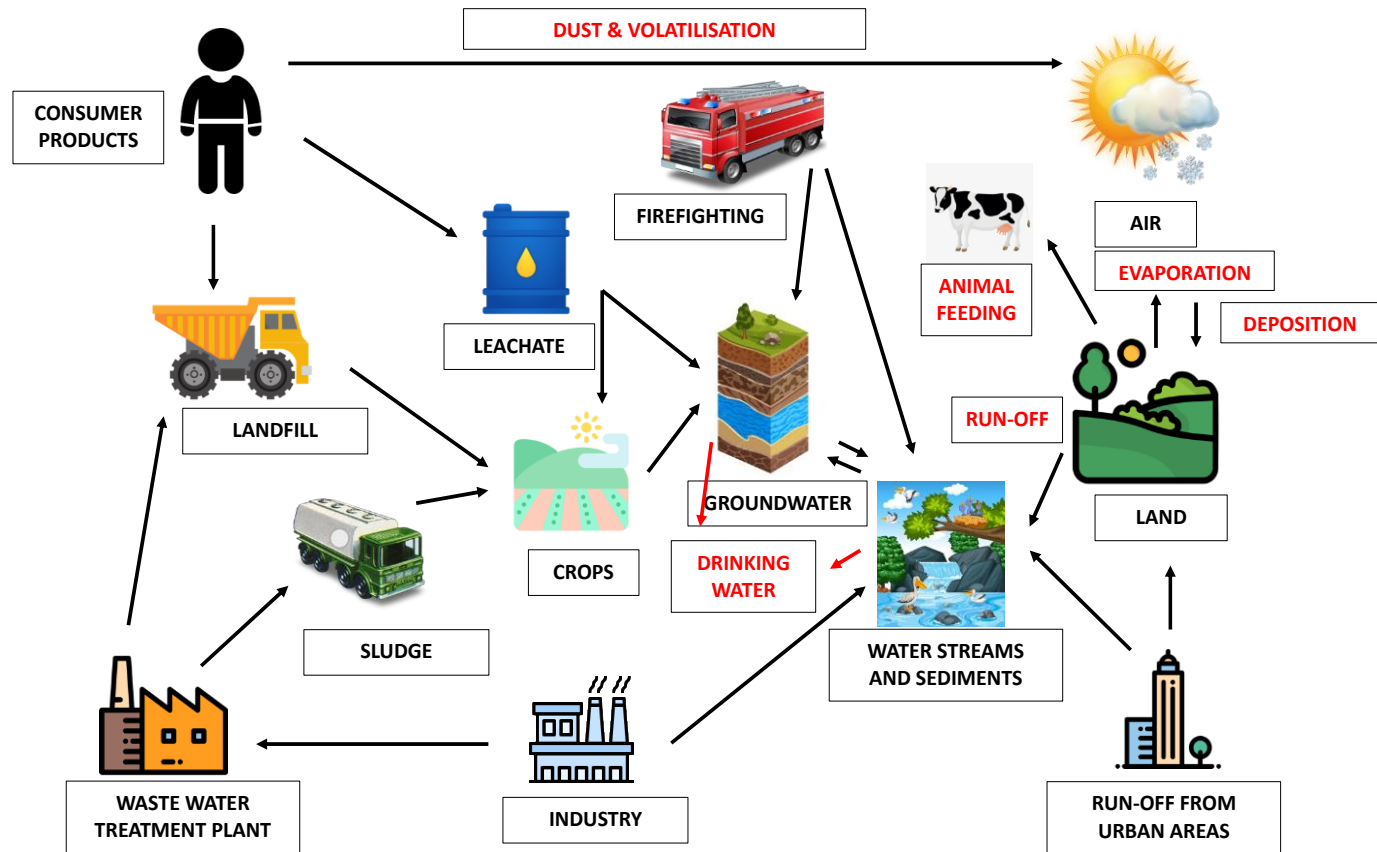 DUST & VOLATILISATION
CONSUMER
PRODUCTS
FIREFIGHTING
AIR
EVAPORATION
ANIMAL
FEEDING
DEPOSITION
LEACHATE
LANDFILL
RUN-OFF
GROUNDWATER
LAND
DRINKING
WATER
CROPS
SLUDGE
WATER STREAMS
AND SEDIMENTS
WASTE WATER
TREATMENT PLANT
INDUSTRY
RUN-OFF FROM
URBAN AREAS